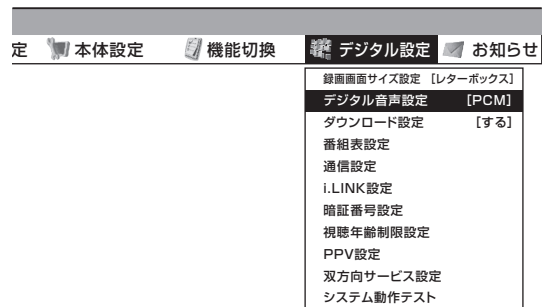 定 本体設定 機能切換 デジタル設定 お知らせ
録画画面サイズ設定 [レターボックス]
デジタル音声設定 [PCM]
ダウンロード設定 [する]
番組表設定
通信設定
i.LINK設定
暗証番号設定
視聴年齢制限設定
PPV設定
双方向サービス設定
システム動作テスト